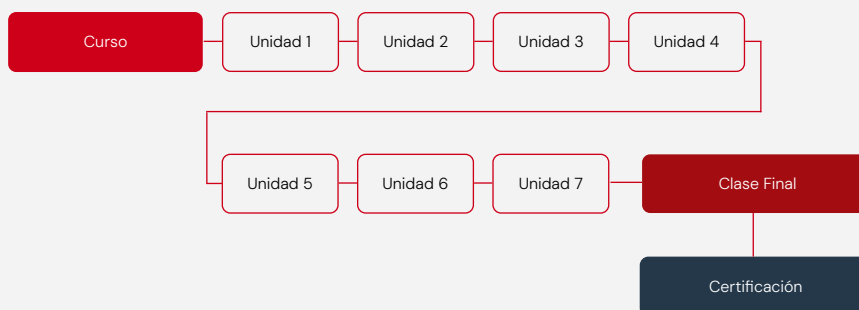 Curso
Unidad 1
Unidad 2
Unidad 3
Unidad 4
Unidad 5
Unidad 6
Unidad 7
Clase Final
Certificación